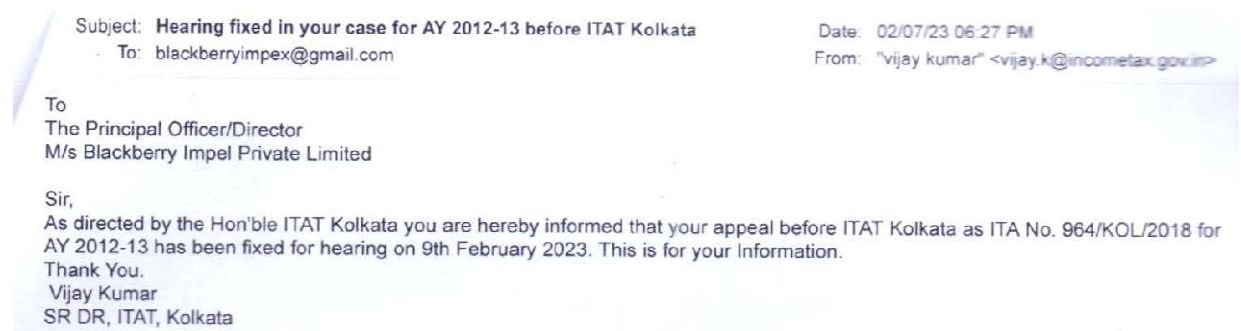 Subject: Hearing fixed in your case for AY 2012-13 before ITAT Kolkata
To: blackberryimpex@gmail.com
Date: 02/07/23 06:27 PM
From: "vijay kumar" <vijay.k@incometax.gov.in>
To
The Principal Officer/Director
M/s Blackberry Impel Private Limited
Sir,
As directed by the Hon'ble ITAT Kolkata you are hereby informed that your appeal before ITAT Kolkata as ITA No. 964/KOL/2018 for
AY 2012-13 has been fixed for hearing on 9th February 2023. This is for your Information.
Thank You.
Vijay Kumar
SR DR, ITAT, Kolkata